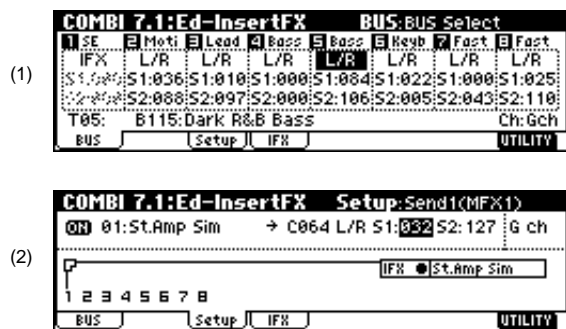 (1)
COMBI 7.1:Ed-InsertFX BUS:BUS Select
1 SE 2 Moti 3 Lead 4 Bass 5 Bass 6 Keyb 7 Fast 8 Fast
IFX L/R L/R L/R L/R L/R L/R L/R
S1:036 S1:010 S1:000 S1:084 S1:022 S1:000 S1:025
S2:088 S2:097 S2:000 S2:106 S2:005 S2:043 S2:110
T05: B115:Dark R&B Bass Ch:Gch
BUS Setup IFX UTILITY
(2)
COMBI 7.1:Ed-InsertFX Setup:Send1(MFX1)
ON 01:St.Amp Sim → C064 L/R S1:032 S2:127 G ch
IFX ●St.Amp Sim
1 2 3 4 5 6 7 8
BUS Setup IFX UTILITY